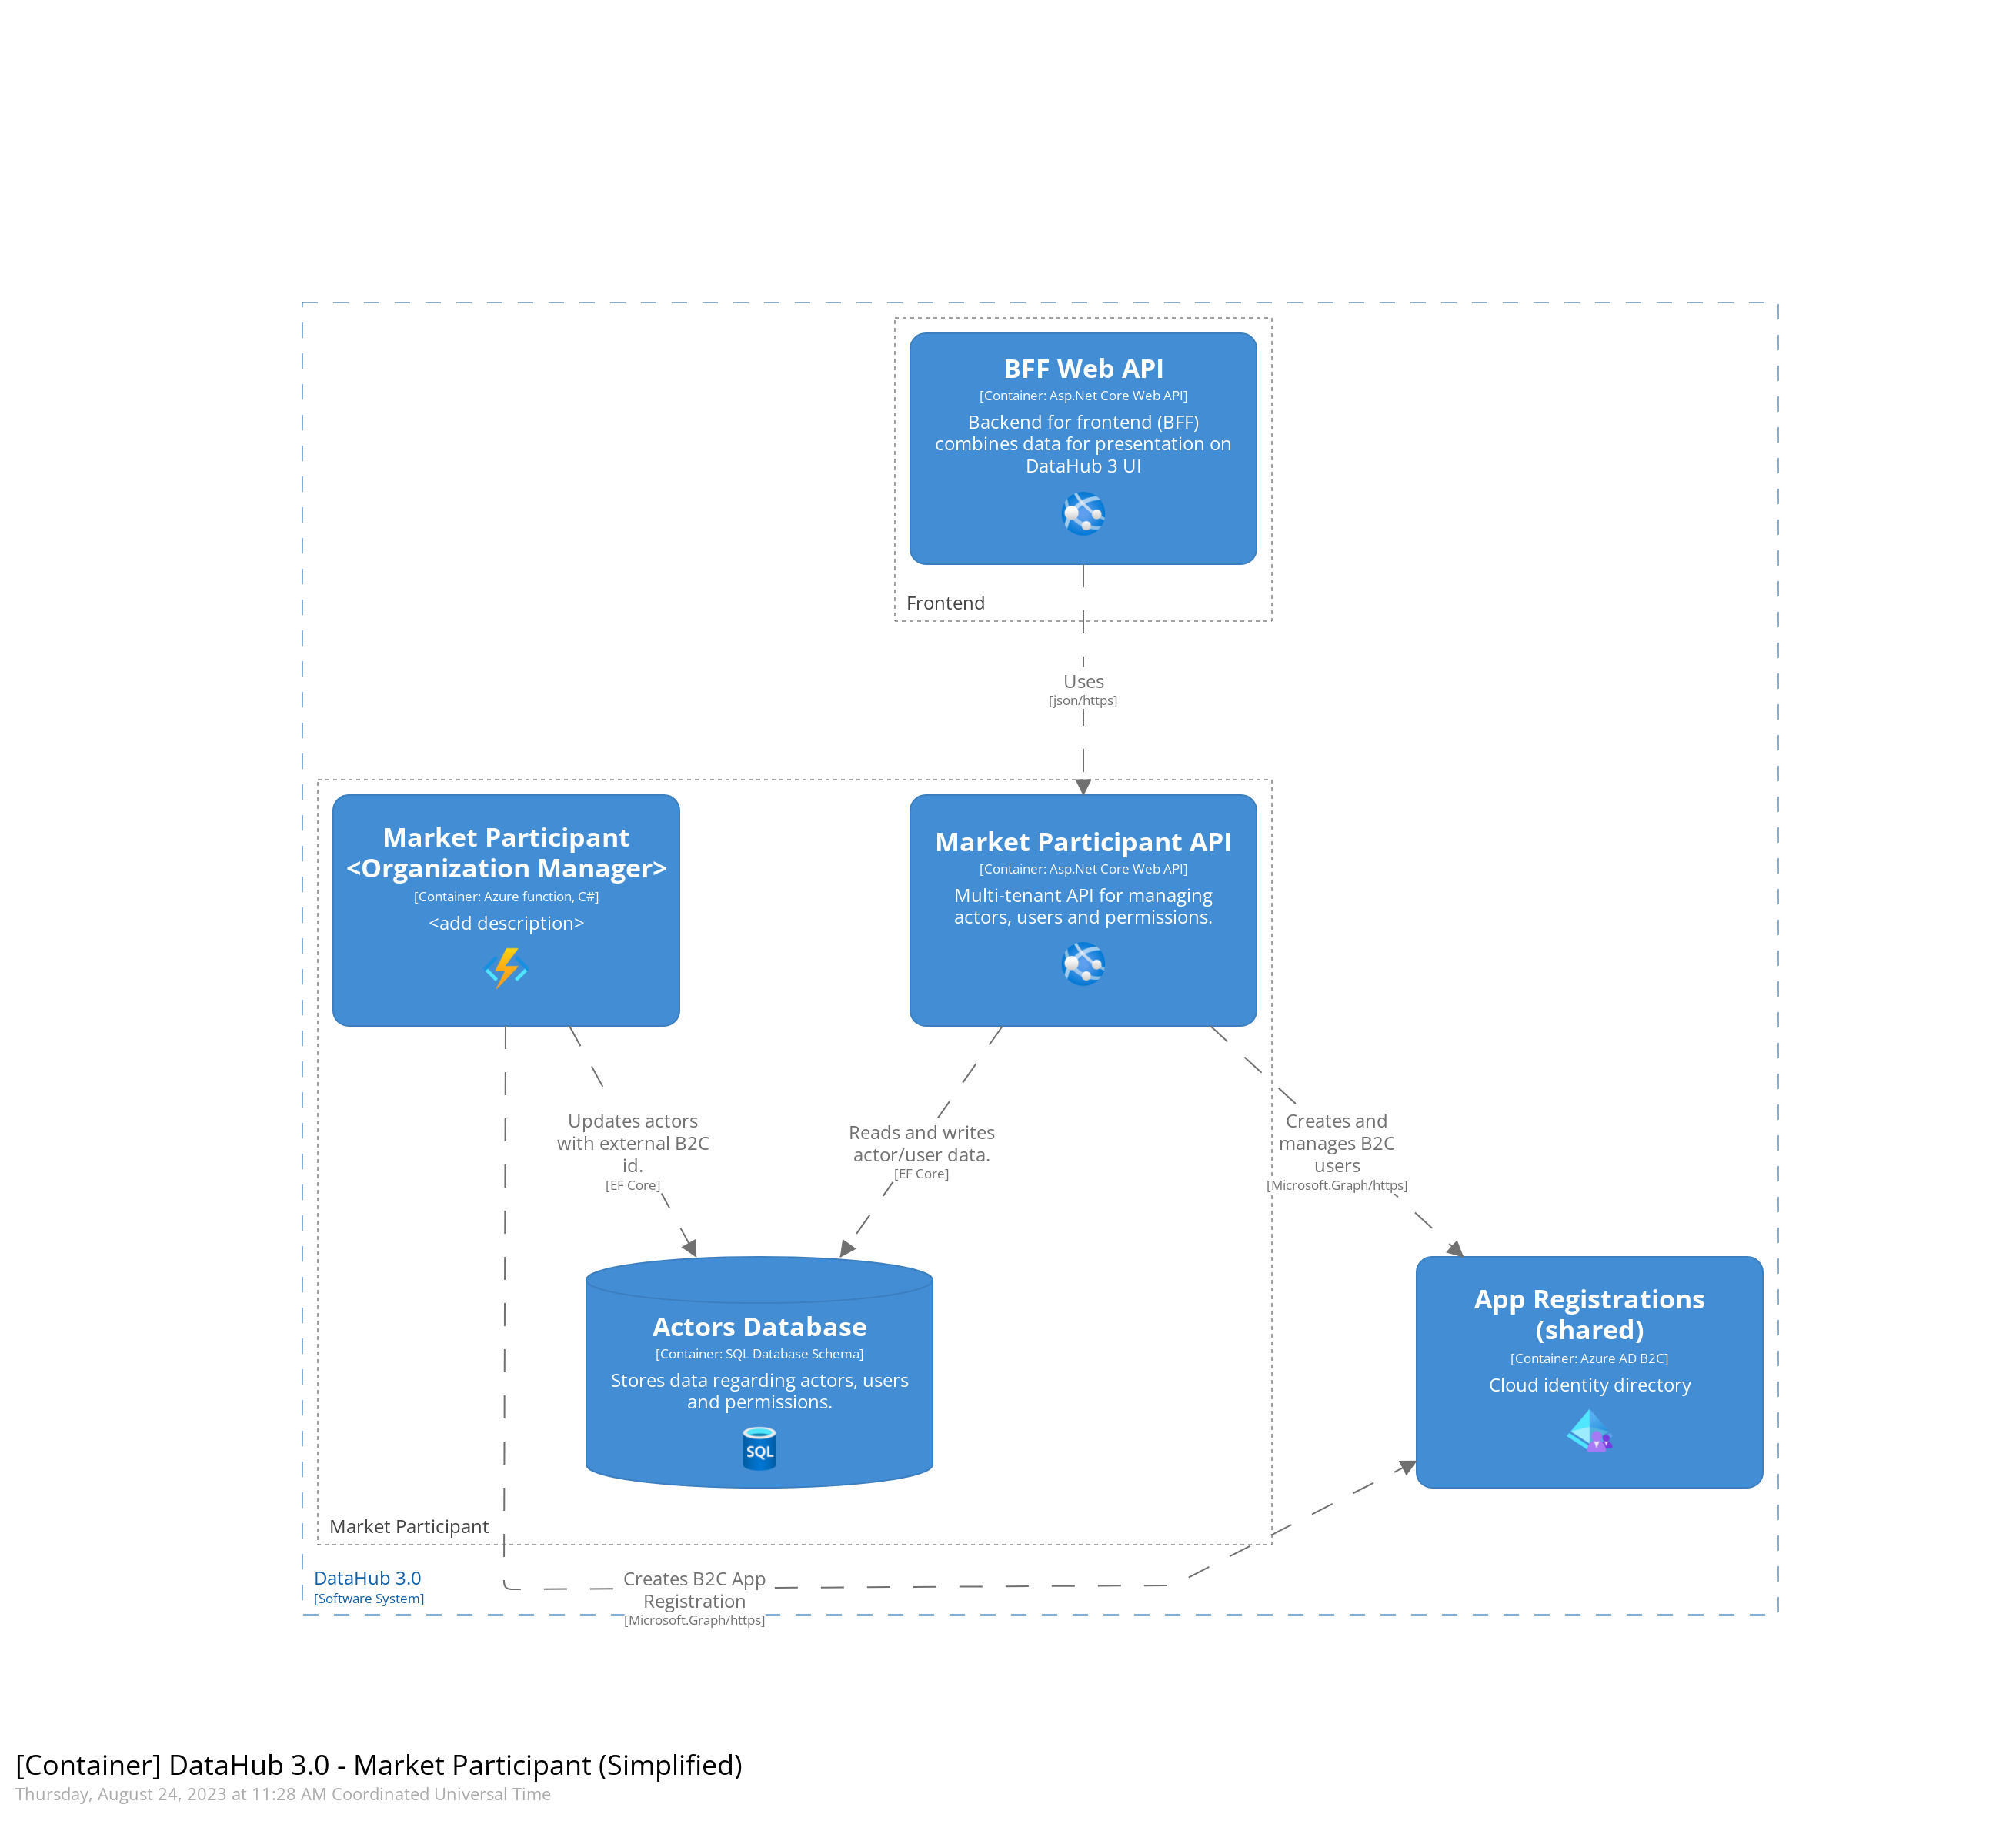 BFF Web API
[Container: Asp.Net Core Web API]
Backend for frontend (BFF)
combines data for presentation on
DataHub 3 UI
Frontend
Uses
[json/https]
Market Participant
<Organization Manager>
[Container: Azure function, C#]
<add description>
Market Participant API
[Container: Asp.Net Core Web API]
Multi-tenant API for managing
actors, users and permissions.
Updates actors
with external B2C
id.
[EF Core]
Reads and writes
actor/user data.
[EF Core]
Creates and
manages B2C
users
[Microsoft.Graph/https]
Actors Database
[Container: SQL Database Schema]
Stores data regarding actors, users
and permissions.
SQL
App Registrations
(shared)
[Container: Azure AD B2C]
Cloud identity directory
Market Participant
DataHub 3.0
[Software System]
Creates B2C App
Registration
[Microsoft.Graph/https]
[Container] DataHub 3.0 - Market Participant (Simplified)
Thursday, August 24, 2023 at 11:28 AM Coordinated Universal Time